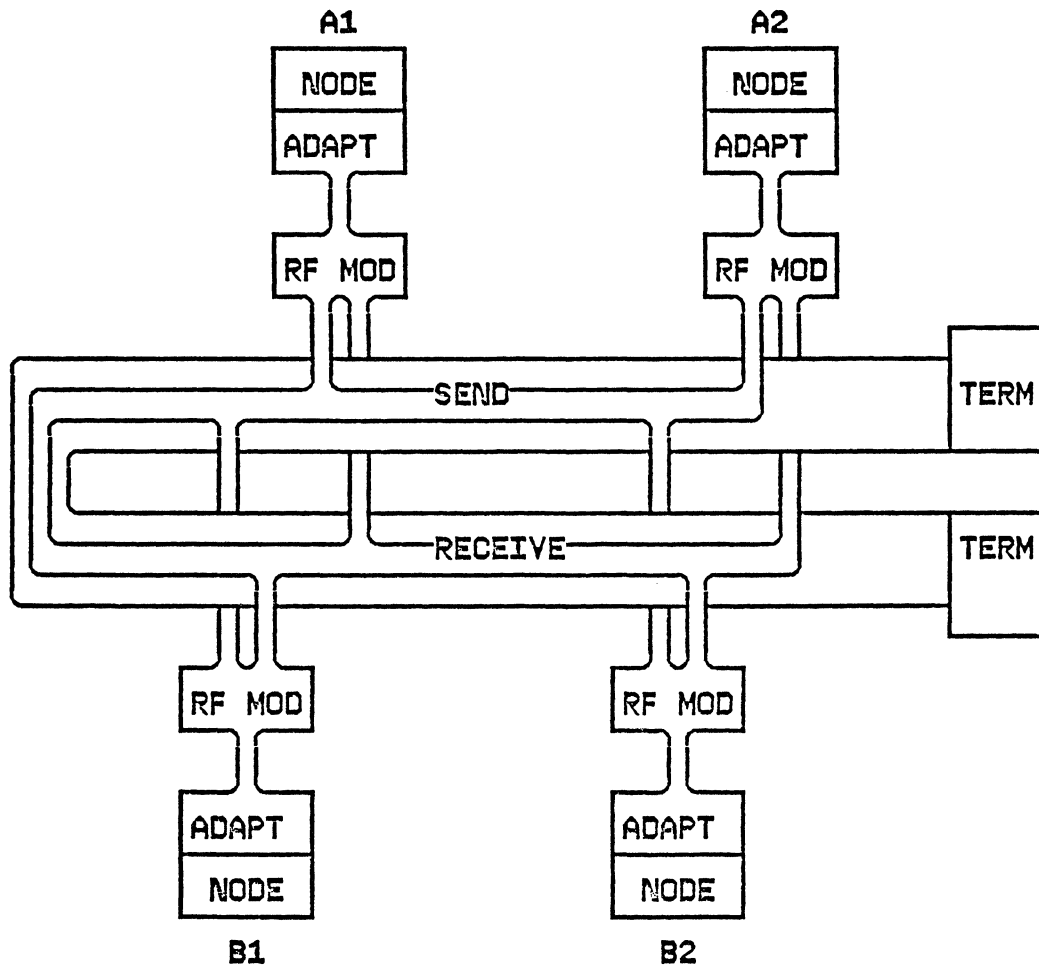 A1 A2
NODE NODE
ADAPT ADAPT
RF MOD RF MOD
SEND TERM
RECEIVE TERM
RF MOD RF MOD
ADAPT ADAPT
NODE NODE
B1 B2